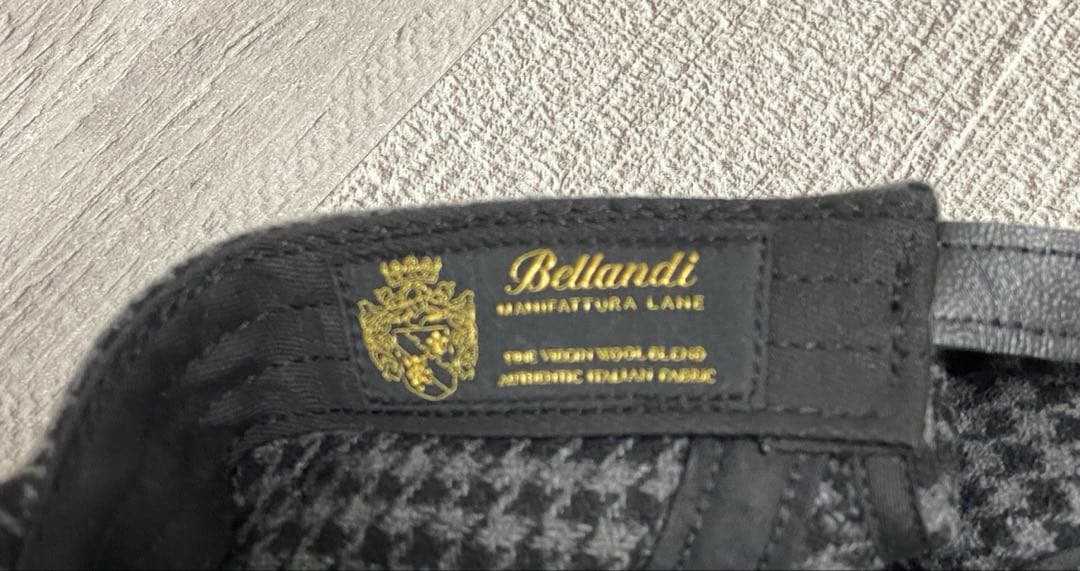 Bellandi
MANIFATTURA LANE
FINE VIRGIN WOOL BLEND
AUTHENTIC ITALIAN FABRIC